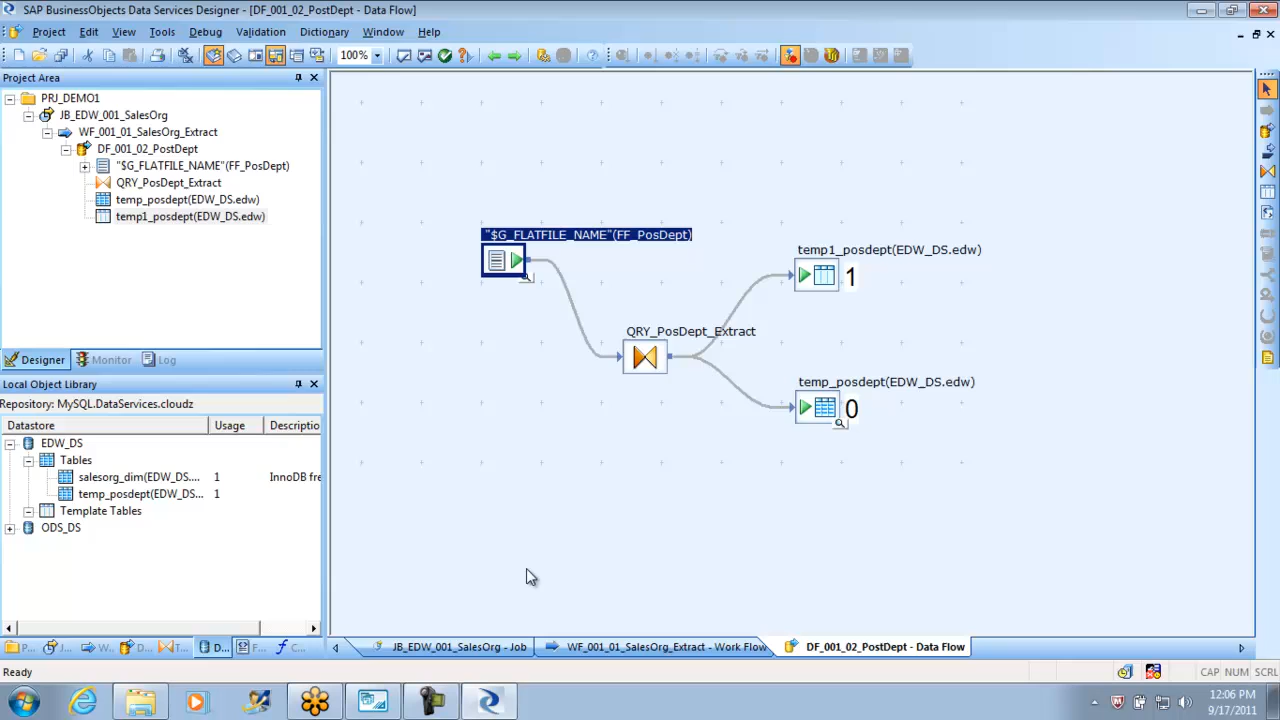 SAP BusinessObjects Data Services Designer - [DF_001_02_PostDept - Data Flow]
Project Edit View Tools Debug Validation Dictionary Window Help
100%
Project Area
PRJ_DEMO1
JB_EDW_001_SalesOrg
WF_001_01_SalesOrg_Extract
DF_001_02_PostDept
"$G_FLATFILE_NAME"(FF_PosDept)
QRY_PosDept_Extract
temp_posdept(EDW_DS.edw)
temp1_posdept(EDW_DS.edw)
Designer Monitor Log
Local Object Library
Repository: MySQL.DataServices.cloudz
Datastore Usage Descriptio
EDW_DS
Tables
salesorg_dim(EDW_DS.... 1 InnoDB fre
temp_posdept(EDW_DS... 1
Template Tables
ODS_DS
P... J... W... D... T... D... F... C...
"$G_FLATFILE_NAME"(FF_PosDept)
temp1_posdept(EDW_DS.edw)
1
QRY_PosDept_Extract
temp_posdept(EDW_DS.edw)
0
JB_EDW_001_SalesOrg - Job WF_001_01_SalesOrg_Extract - Work Flow DF_001_02_PostDept - Data Flow
Ready CAP NUM SCRL
12:06 PM
9/17/2011